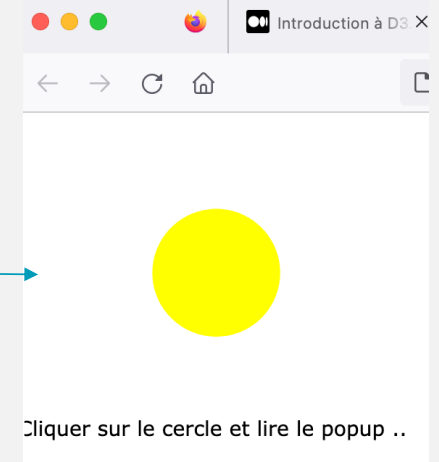 Introduction à D3
Cliquer sur le cercle et lire le popup ..